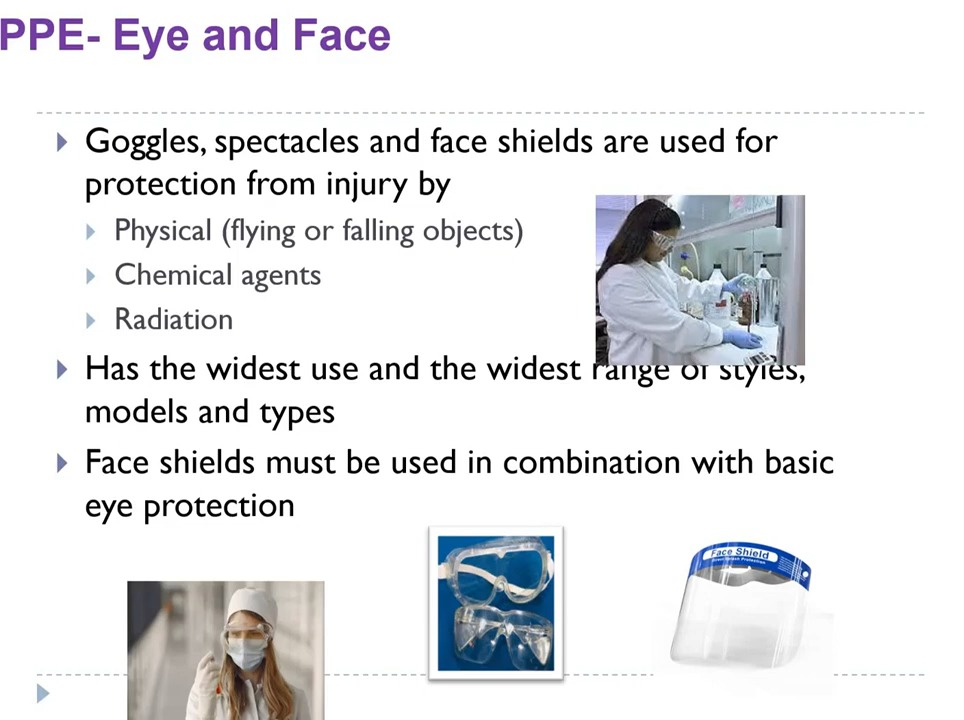 PPE- Eye and Face
Goggles, spectacles and face shields are used for
protection from injury by
Physical (flying or falling objects)
Chemical agents
Radiation
Has the widest use and the widest range of styles,
models and types
Face shields must be used in combination with basic
eye protection
Face Shield